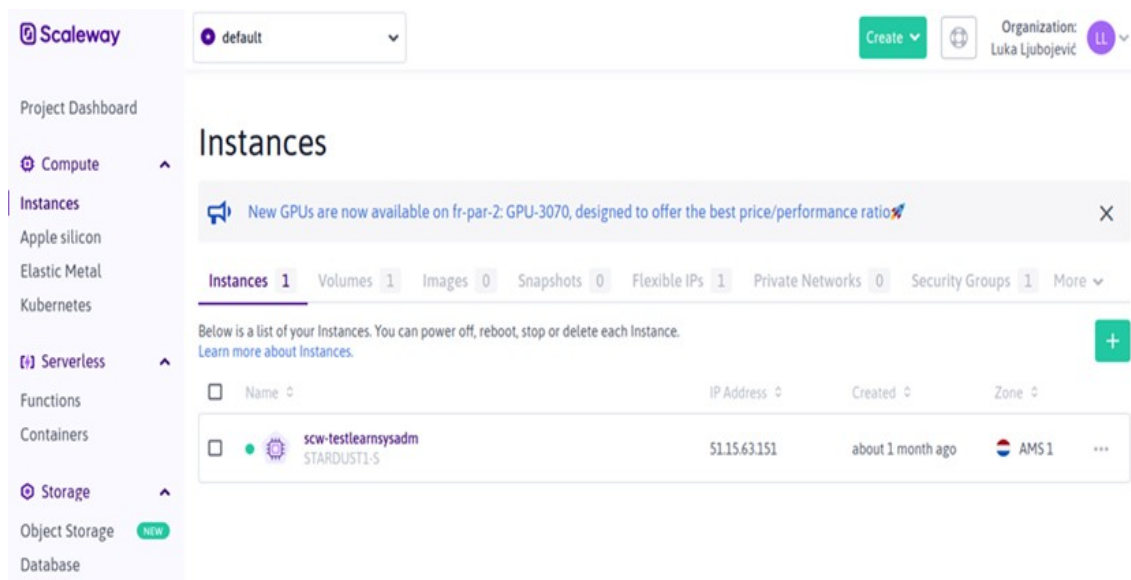 Scaleway
default
Create
Organization:
Luka Ljubojević
LL
Project Dashboard
Compute
Instances
Apple silicon
Elastic Metal
Kubernetes
Serverless
Functions
Containers
Storage
Object Storage NEW
Database
Instances
New GPUs are now available on fr-par-2: GPU-3070, designed to offer the best price/performance ratio🚀
Instances 1 Volumes 1 Images 0 Snapshots 0 Flexible IPs 1 Private Networks 0 Security Groups 1 More
Below is a list of your Instances. You can power off, reboot, stop or delete each Instance.
Learn more about Instances.
+
Name IP Address Created Zone
scw-testlearnsysadm 51.15.63.151 about 1 month ago AMS 1
STARDUST1-S